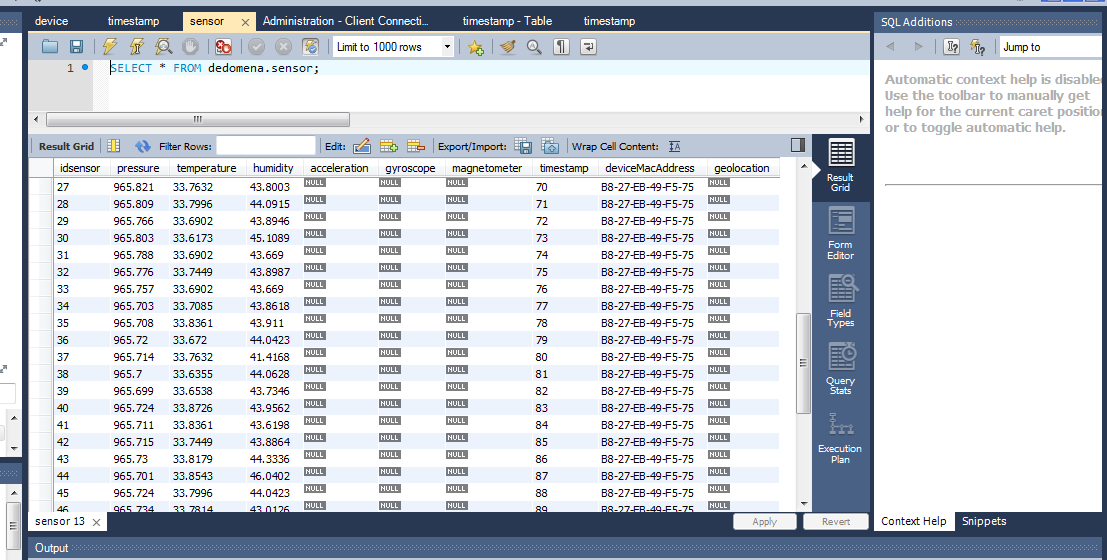 device timestamp sensor Administration - Client Connecti... timestamp - Table timestamp
SQL Additions
Limit to 1000 rows
Jump to
1 SELECT * FROM dedomena.sensor;
Automatic context help is disabled
Use the toolbar to manually get
help for the current caret position
or to toggle automatic help.
Result Grid Filter Rows: Edit: Export/Import: Wrap Cell Content: IA
idsensor pressure temperature humidity acceleration gyroscope magnetometer timestamp deviceMacAddress geolocation
27 965.821 33.7632 43.8003 NULL NULL NULL 70 B8-27-EB-49-F5-75 NULL
28 965.809 33.7996 44.0915 NULL NULL NULL 71 B8-27-EB-49-F5-75 NULL
29 965.766 33.6902 43.8946 NULL NULL NULL 72 B8-27-EB-49-F5-75 NULL
30 965.803 33.6173 45.1089 NULL NULL NULL 73 B8-27-EB-49-F5-75 NULL
31 965.788 33.6902 43.669 NULL NULL NULL 74 B8-27-EB-49-F5-75 NULL
32 965.776 33.7449 43.8987 NULL NULL NULL 75 B8-27-EB-49-F5-75 NULL
33 965.757 33.6902 43.669 NULL NULL NULL 76 B8-27-EB-49-F5-75 NULL
34 965.703 33.7085 43.8618 NULL NULL NULL 77 B8-27-EB-49-F5-75 NULL
35 965.708 33.8361 43.911 NULL NULL NULL 78 B8-27-EB-49-F5-75 NULL
36 965.72 33.672 44.0423 NULL NULL NULL 79 B8-27-EB-49-F5-75 NULL
37 965.714 33.7632 41.4168 NULL NULL NULL 80 B8-27-EB-49-F5-75 NULL
38 965.7 33.6355 44.0628 NULL NULL NULL 81 B8-27-EB-49-F5-75 NULL
39 965.699 33.6538 43.7346 NULL NULL NULL 82 B8-27-EB-49-F5-75 NULL
40 965.724 33.8726 43.9562 NULL NULL NULL 83 B8-27-EB-49-F5-75 NULL
41 965.711 33.8361 43.6198 NULL NULL NULL 84 B8-27-EB-49-F5-75 NULL
42 965.715 33.7449 43.8864 NULL NULL NULL 85 B8-27-EB-49-F5-75 NULL
43 965.73 33.8179 44.3336 NULL NULL NULL 86 B8-27-EB-49-F5-75 NULL
44 965.701 33.8543 46.0402 NULL NULL NULL 87 B8-27-EB-49-F5-75 NULL
45 965.724 33.7996 44.0423 NULL NULL NULL 88 B8-27-EB-49-F5-75 NULL
46 965.734 33.7814 43.0126 NULL NULL NULL 89 B8-27-EB-49-F5-75 NULL
Result
Grid
Form
Editor
Field
Types
Query
Stats
Execution
Plan
sensor 13
Apply Revert
Context Help Snippets
Output